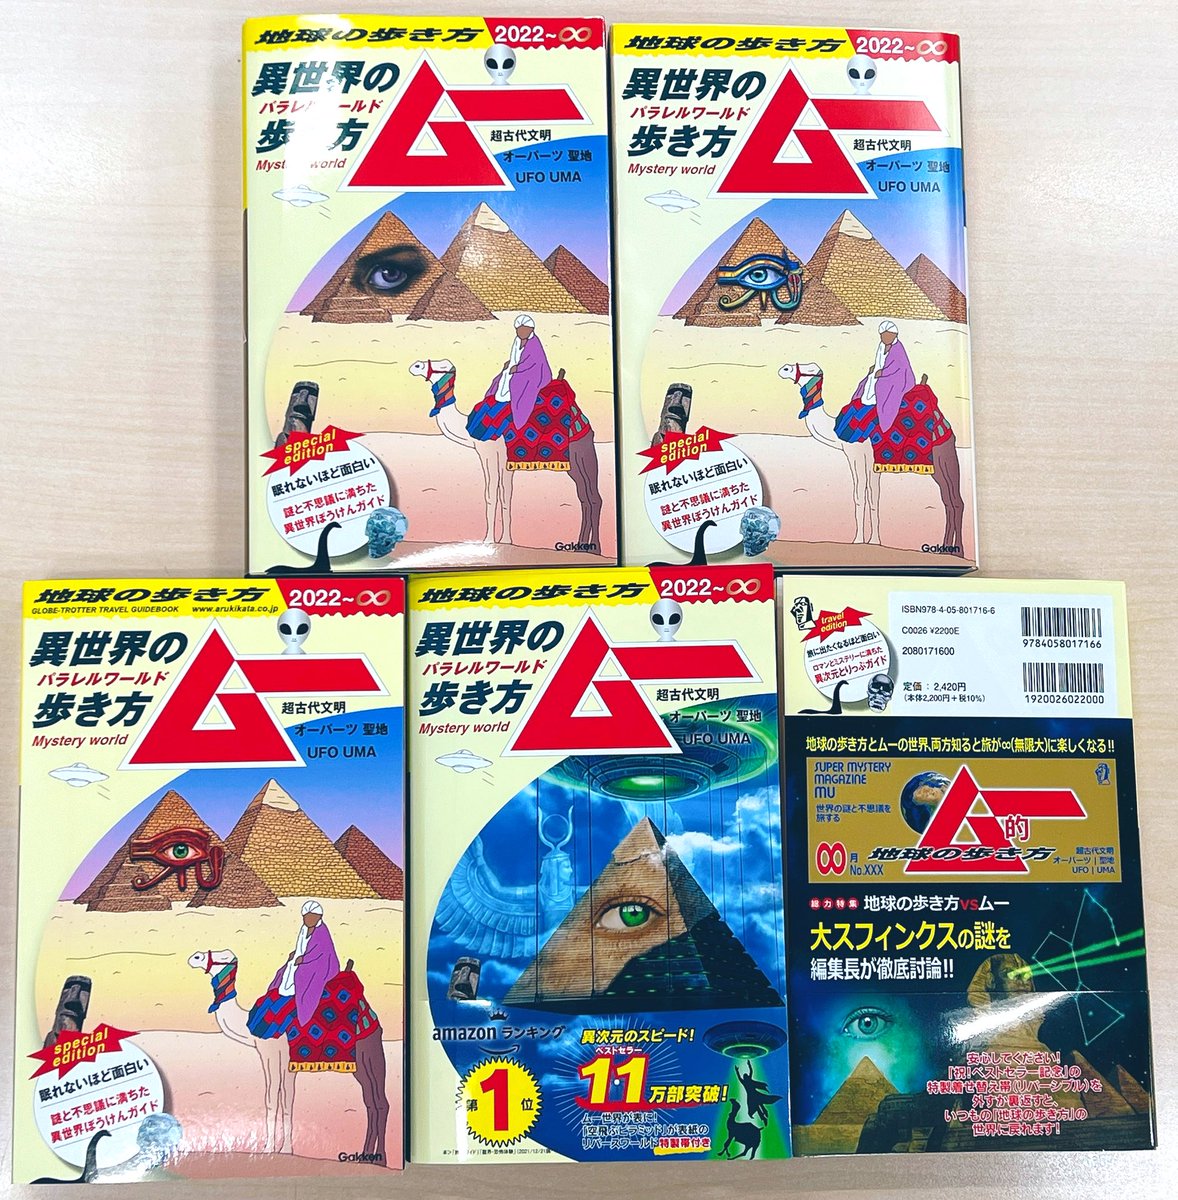 地球の歩き方
2022~∞
異世界の
パラレルワールド
歩き方
Mystery world
ムー
超古代文明
オーパーツ 聖地
UFO UMA
special edition
眠れないほど面白い
謎と不思議に満ちた
異世界ぼうけんガイド
Gakken
地球の歩き方
2022~∞
異世界の
パラレルワールド
歩き方
Mystery world
ムー
超古代文明
オーパーツ 聖地
UFO UMA
special edition
眠れないほど面白い
謎と不思議に満ちた
異世界ぼうけんガイド
Gakken
地球の歩き方
GLOBE-TROTTER TRAVEL GUIDEBOOK www.arukikata.co.jp
2022~∞
異世界の
パラレルワールド
歩き方
Mystery world
ムー
超古代文明
オーパーツ 聖地
UFO UMA
special edition
眠れないほど面白い
謎と不思議に満ちた
異世界ぼうけんガイド
Gakken
地球の歩き方
2022~∞
異世界の
パラレルワールド
歩き方
Mystery world
ムー
超古代文明
オーパーツ 聖地
UFO UMA
amazon ランキング
第1位
異次元のスピード!
ベストセラー
11万部突破!
ムー世界が表に!
「空飛ぶピラミッド」が表紙の
リバースワールド特製帯付き
travel edition
旅に出たくなるほど面白い
ロマンとミステリーに満ちた
異次元とりっぷガイド
ISBN978-4-05-801716-6
C0026 ¥2200E
2080171600
定価：2,420円
(本体2,200円+税10%)
9784058017166
1920026022000
地球の歩き方とムーの世界、両方知ると旅が∞(無限大)に楽しくなる!!
SUPER MYSTERY
MAGAZINE
MU
世界の謎と不思議を
旅する
ムー的
地球の歩き方
∞月
No.XXX
超古代文明
オーパーツ | 聖地
UFO | UMA
総力特集 地球の歩き方vsムー
大スフィンクスの謎を
編集長が徹底討論!!
安心してください!
「祝!ベストセラー記念」の
特製着せ替え帯(リバーシブル)を
外すか裏返すと、
いつもの「地球の歩き方」の
世界に戻れます!